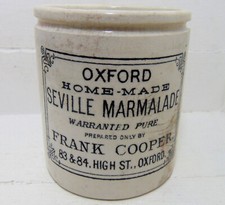 OXFORD
HOME-MADE
SEVILLE MARMALADE
WARRANTED PURE.
PREPARED ONLY BY
FRANK COOPER.
83 & 84. HIGH ST., OXFORD.